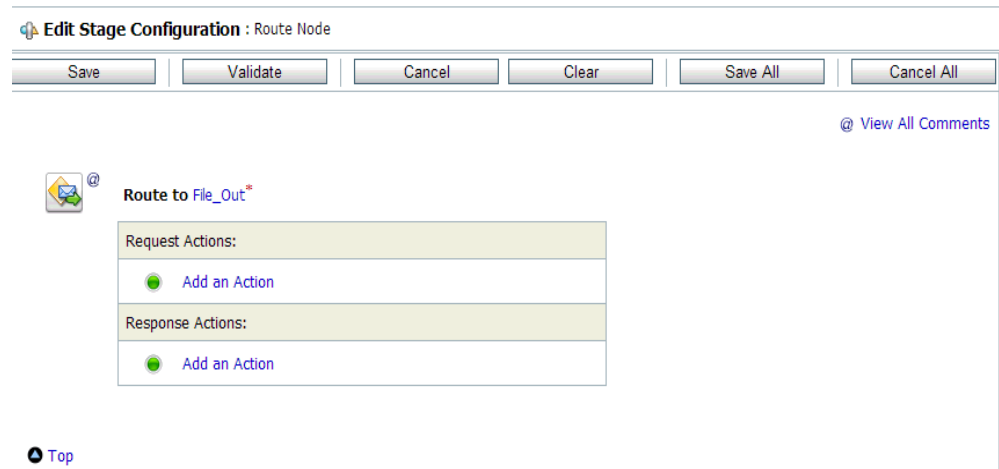 Edit Stage Configuration : Route Node
Save Validate Cancel Clear Save All Cancel All
@ View All Comments
@
Route to File_Out*
Request Actions:
Add an Action
Response Actions:
Add an Action
Top